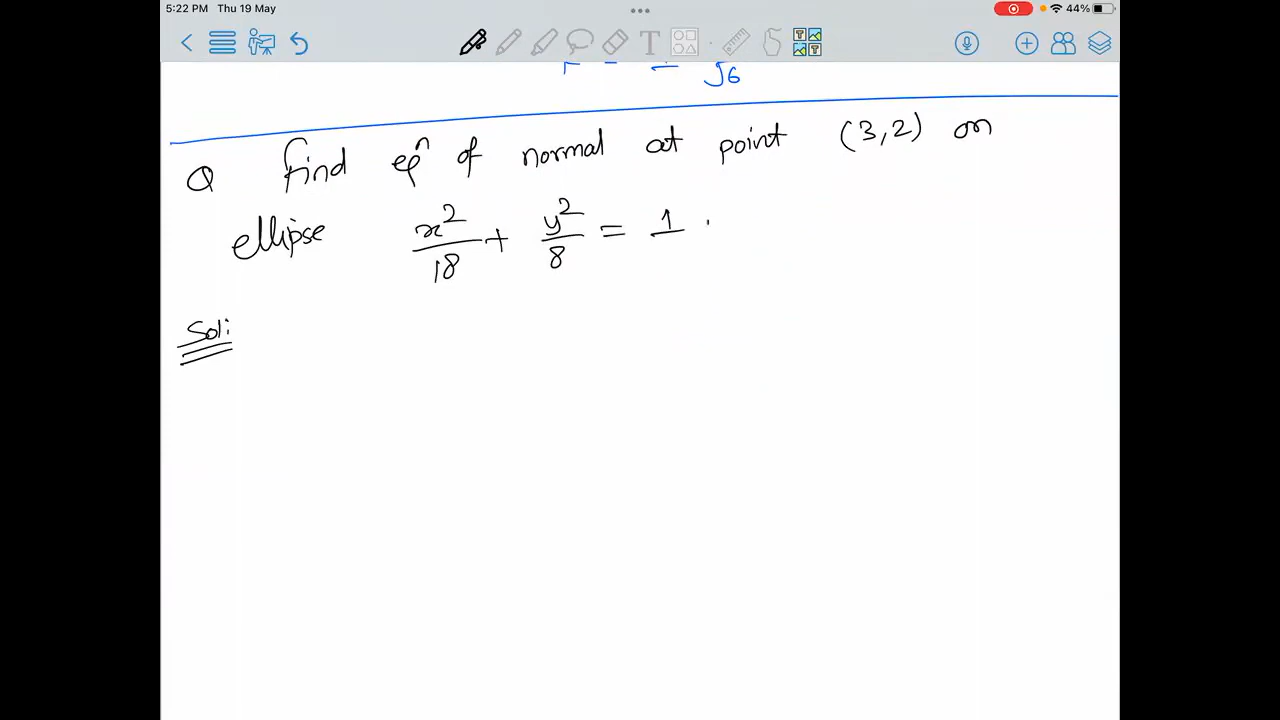 5:22 PM Thu 19 May
44%
T
√6
Q Find eqⁿ of normal at point (3,2) on
ellipse x²/18 + y²/8 = 1.
Sol: